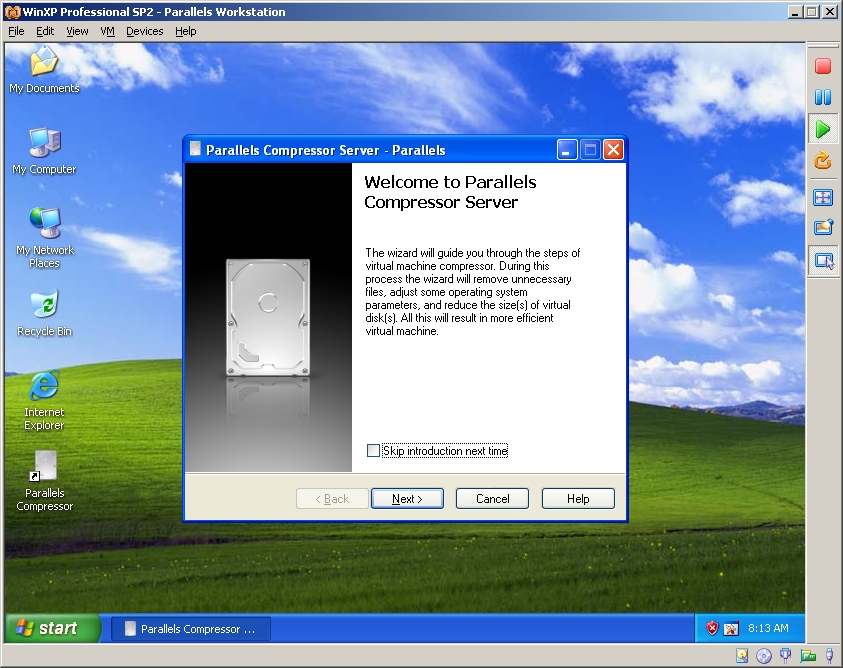 WinXP Professional SP2 - Parallels Workstation
File Edit View VM Devices Help
My Documents
My Computer
My Network
Places
Recycle Bin
Internet
Explorer
Parallels
Compressor
Parallels Compressor Server - Parallels
Welcome to Parallels
Compressor Server
The wizard will guide you through the steps of
virtual machine compressor. During this
process the wizard will remove unnecessary
files, adjust some operating system
parameters, and reduce the size(s) of virtual
disk(s). All this will result in more efficient
virtual machine.
Skip introduction next time
< Back Next > Cancel Help
start Parallels Compressor ... 8:13 AM